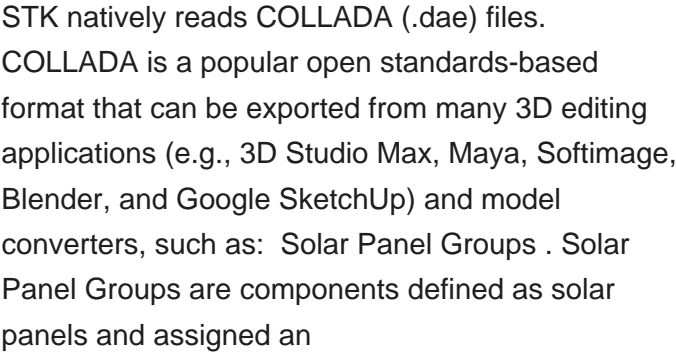 STK natively reads COLLADA (.dae) files.
COLLADA is a popular open standards-based
format that can be exported from many 3D editing
applications (e.g., 3D Studio Max, Maya, Softimage,
Blender, and Google SketchUp) and model
converters, such as:  Solar Panel Groups . Solar
Panel Groups are components defined as solar
panels and assigned an